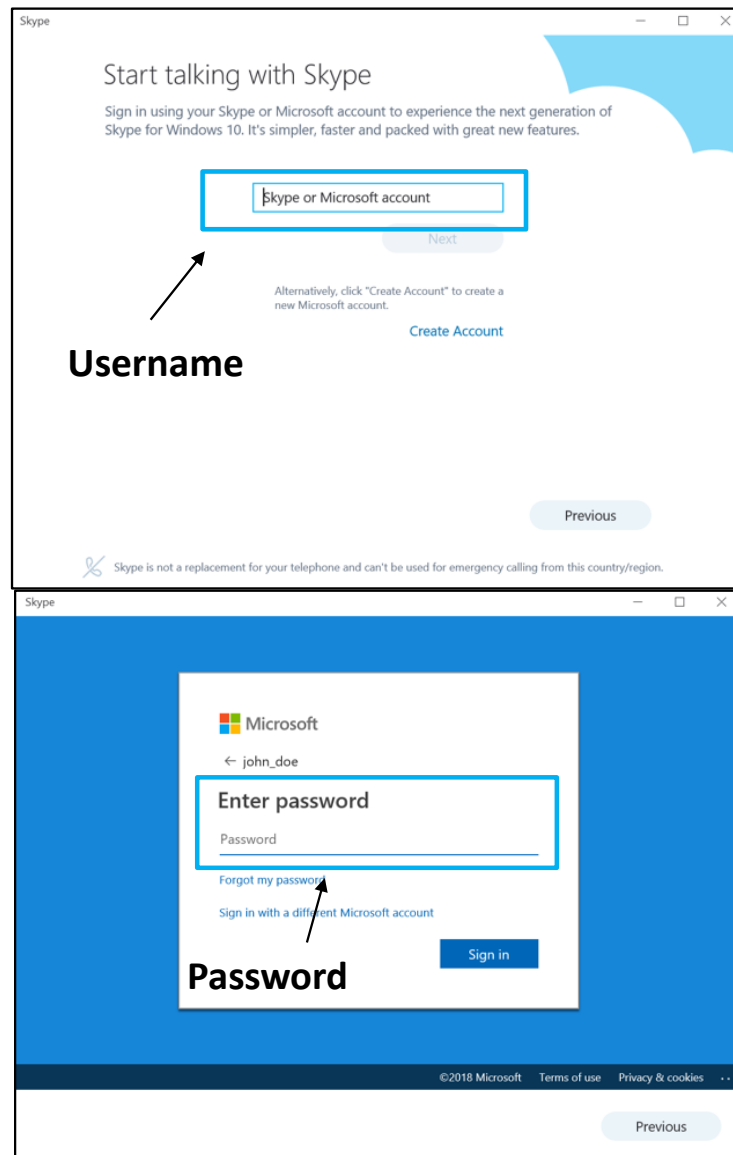 Skype
Start talking with Skype
Sign in using your Skype or Microsoft account to experience the next generation of
Skype for Windows 10. It's simpler, faster and packed with great new features.
Skype or Microsoft account
Next
Alternatively, click "Create Account" to create a
new Microsoft account.
Create Account
Username
Previous
Skype is not a replacement for your telephone and can't be used for emergency calling from this country/region.
Skype
Microsoft
← john_doe
Enter password
Password
Forgot my password
Sign in with a different Microsoft account
Sign in
Password
©2018 Microsoft Terms of use Privacy & cookies ..
Previous